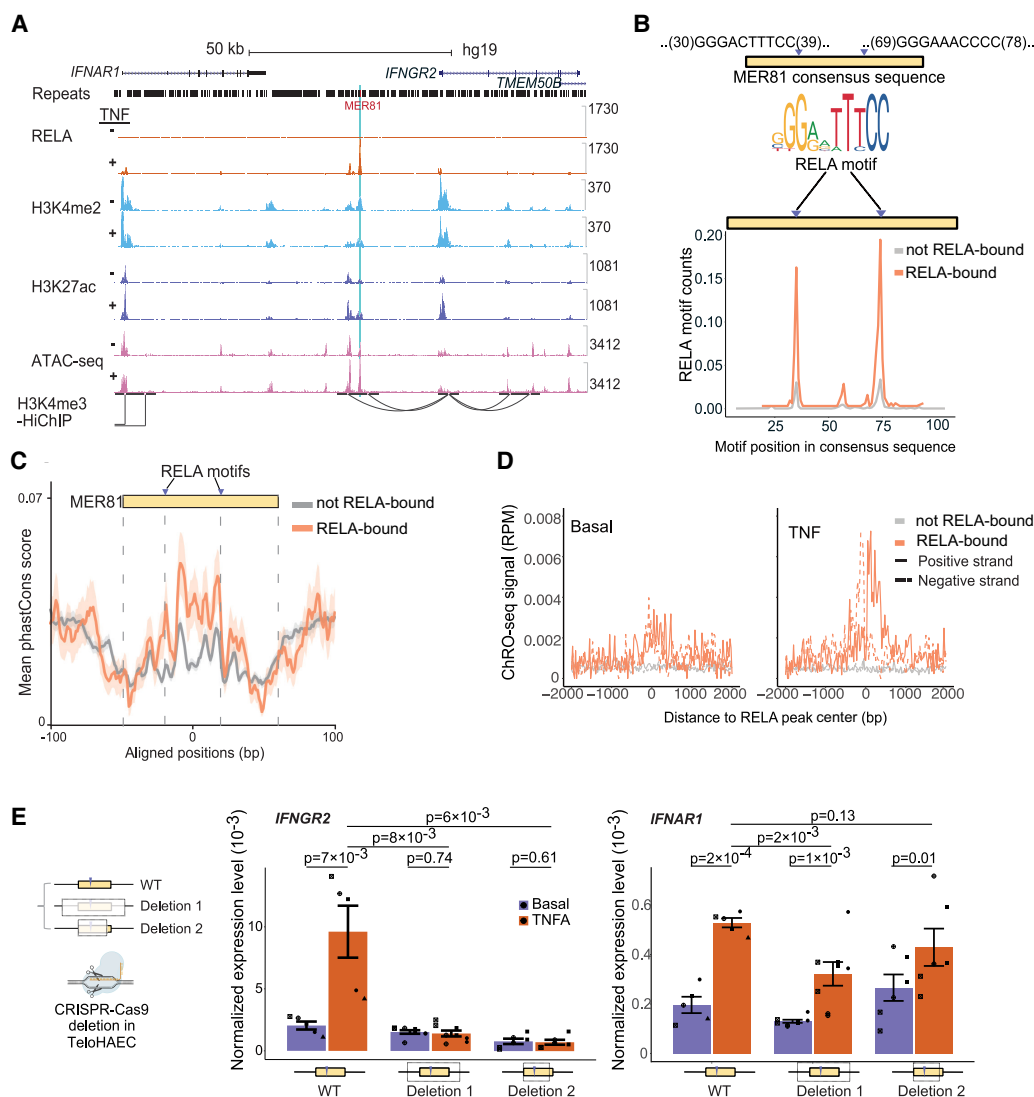 A
50 kb
hg19
IFNAR1
IFNGR2
TMEM50B
Repeats
MER81
TNF
RELA
-
1730
+
1730
H3K4me2
-
370
+
370
H3K27ac
-
1081
+
1081
ATAC-seq
-
3412
+
3412
H3K4me3
-HiChIP
B
..(30)GGGACTTTCC(39)..
..(69)GGGAAACCCC(78)..
MER81 consensus sequence
RELA motif
not RELA-bound
RELA-bound
RELA motif counts
0.20
0.15
0.10
0.05
0.00
25
50
75
100
Motif position in consensus sequence
C
RELA motifs
MER81
not RELA-bound
RELA-bound
Mean phastCons score
0.07
0
-100
0
100
Aligned positions (bp)
D
ChRO-seq signal (RPM)
0.008
0.006
0.004
0.002
0
Basal
TNF
not RELA-bound
RELA-bound
Positive strand
Negative strand
−2000
−1000
0
1000
2000
−2000
−1000
0
1000
2000
Distance to RELA peak center (bp)
E
WT
Deletion 1
Deletion 2
CRISPR-Cas9
deletion in
TeloHAEC
Normalized expression level (10-3)
IFNGR2
p=6×10-3
p=8×10-3
p=7×10-3
p=0.74
p=0.61
Basal
TNFA
10
5
0
WT
Deletion 1
Deletion 2
Normalized expression level (10-3)
IFNAR1
p=0.13
p=2×10-3
p=2×10-4
p=1×10-3
p=0.01
0.6
0.4
0.2
0
WT
Deletion 1
Deletion 2